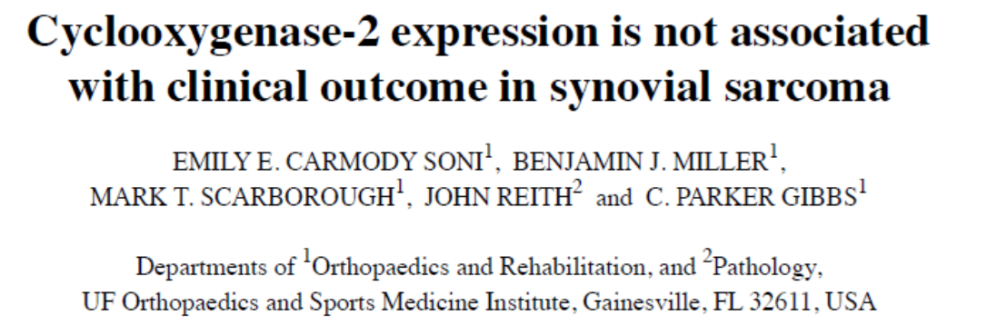 Cyclooxygenase-2 expression is not associated
with clinical outcome in synovial sarcoma
EMILY E. CARMODY SONI¹, BENJAMIN J. MILLER¹,
MARK T. SCARBOROUGH¹, JOHN REITH² and C. PARKER GIBBS¹
Departments of ¹Orthopaedics and Rehabilitation, and ²Pathology,
UF Orthopaedics and Sports Medicine Institute, Gainesville, FL 32611, USA